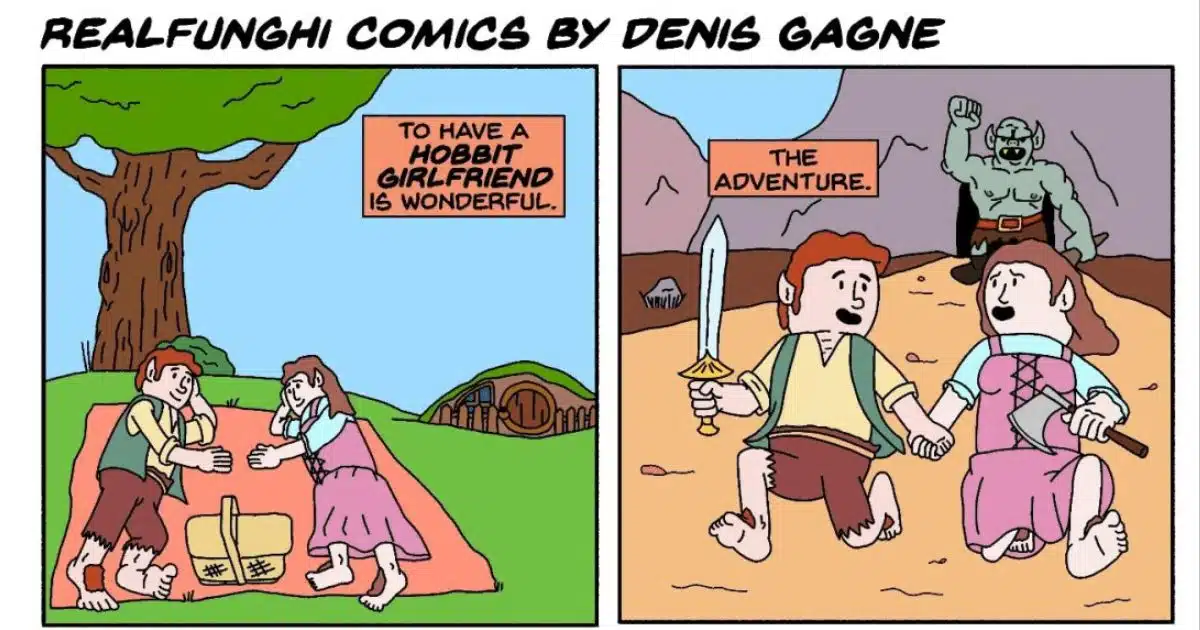 REALFUNGHI COMICS BY DENIS GAGNE
TO HAVE A
HOBBIT
GIRLFRIEND
IS WONDERFUL.
THE
ADVENTURE.